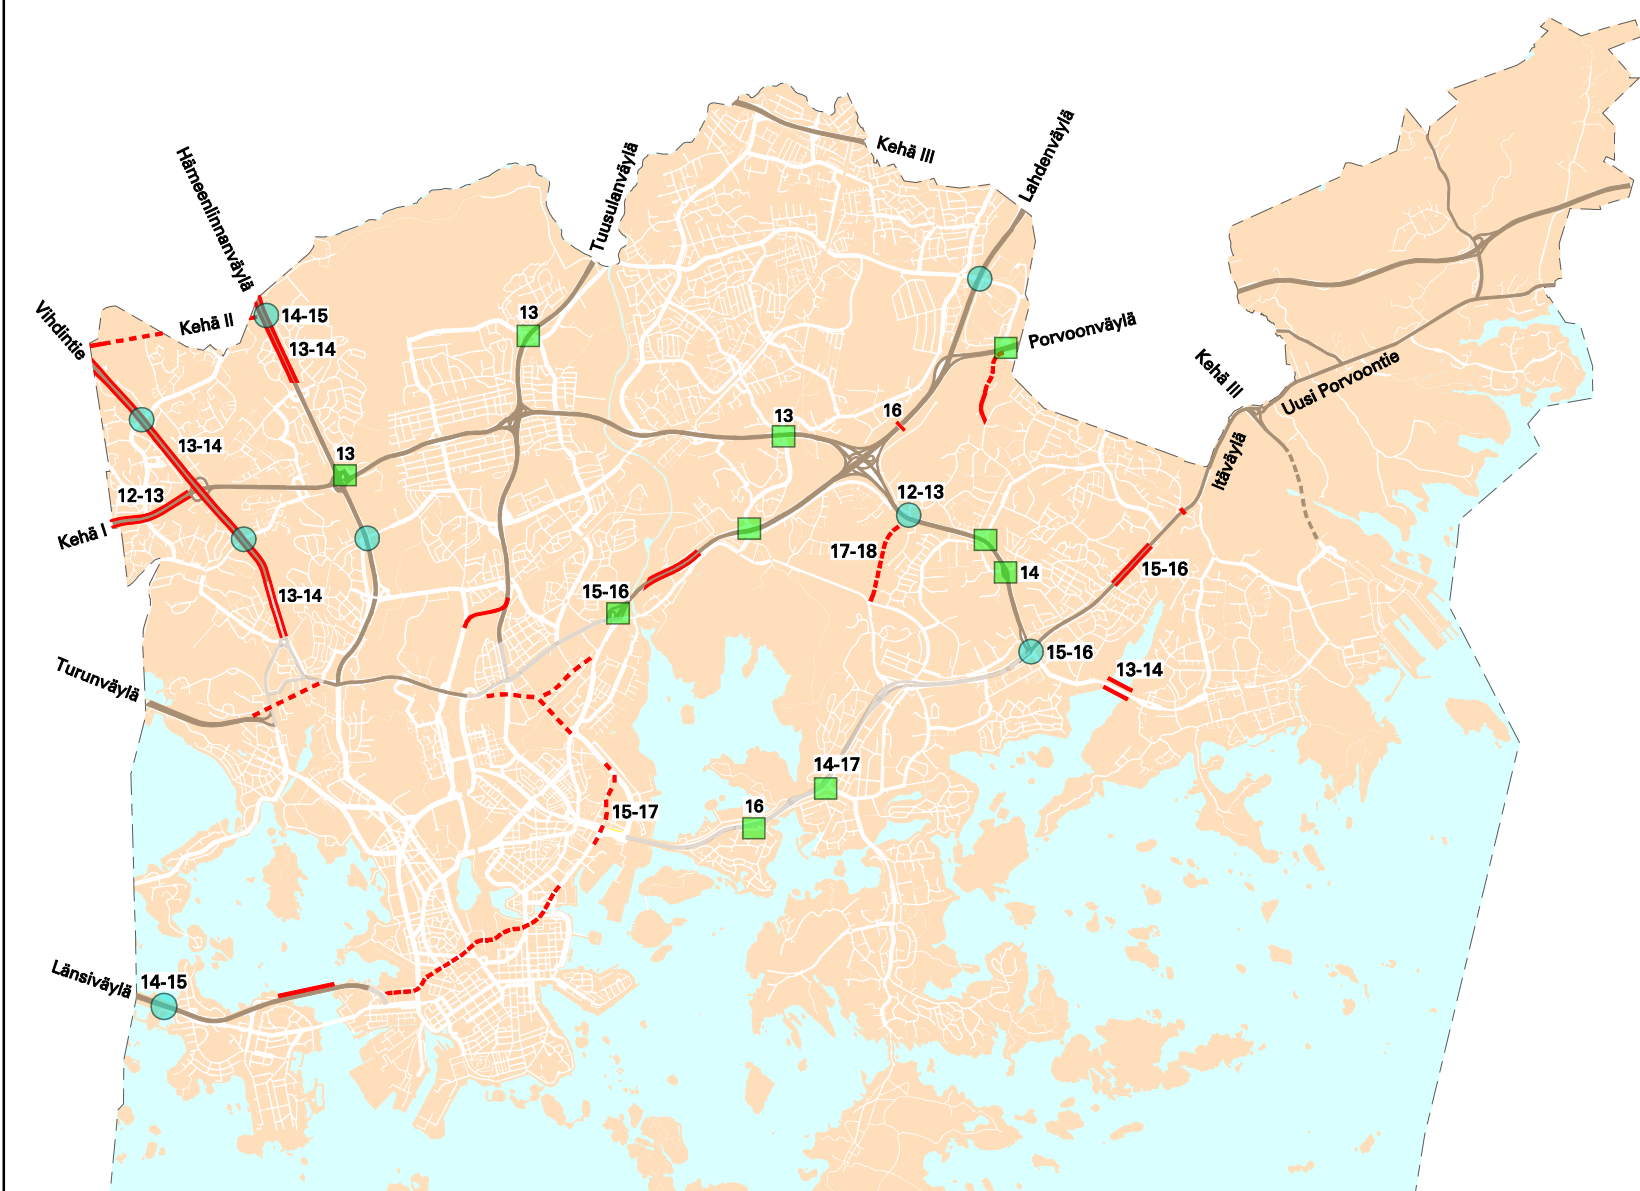 Kehä III
Lahdenväylä
Hämeenlinnanväylä
Tuusulanväylä
Vihdintie
Kehä II
14-15
13
Porvoonväylä
13-14
Kehä III
Uusi Porvoontie
13
16
13-14
13
Itäväylä
12-13
12-13
Kehä I
17-18
15-16
14
13-14
15-16
15-16
Turunväylä
13-14
14-17
16
15-17
Länsiväylä
14-15